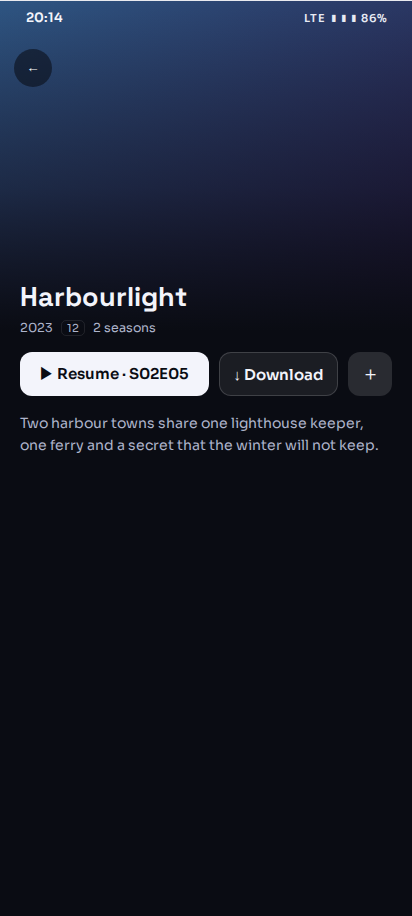 20:14 LTE 86%
←
Harbourlight
2023 12 2 seasons
▶ Resume · S02E05 ↓ Download +
Two harbour towns share one lighthouse keeper,
one ferry and a secret that the winter will not keep.